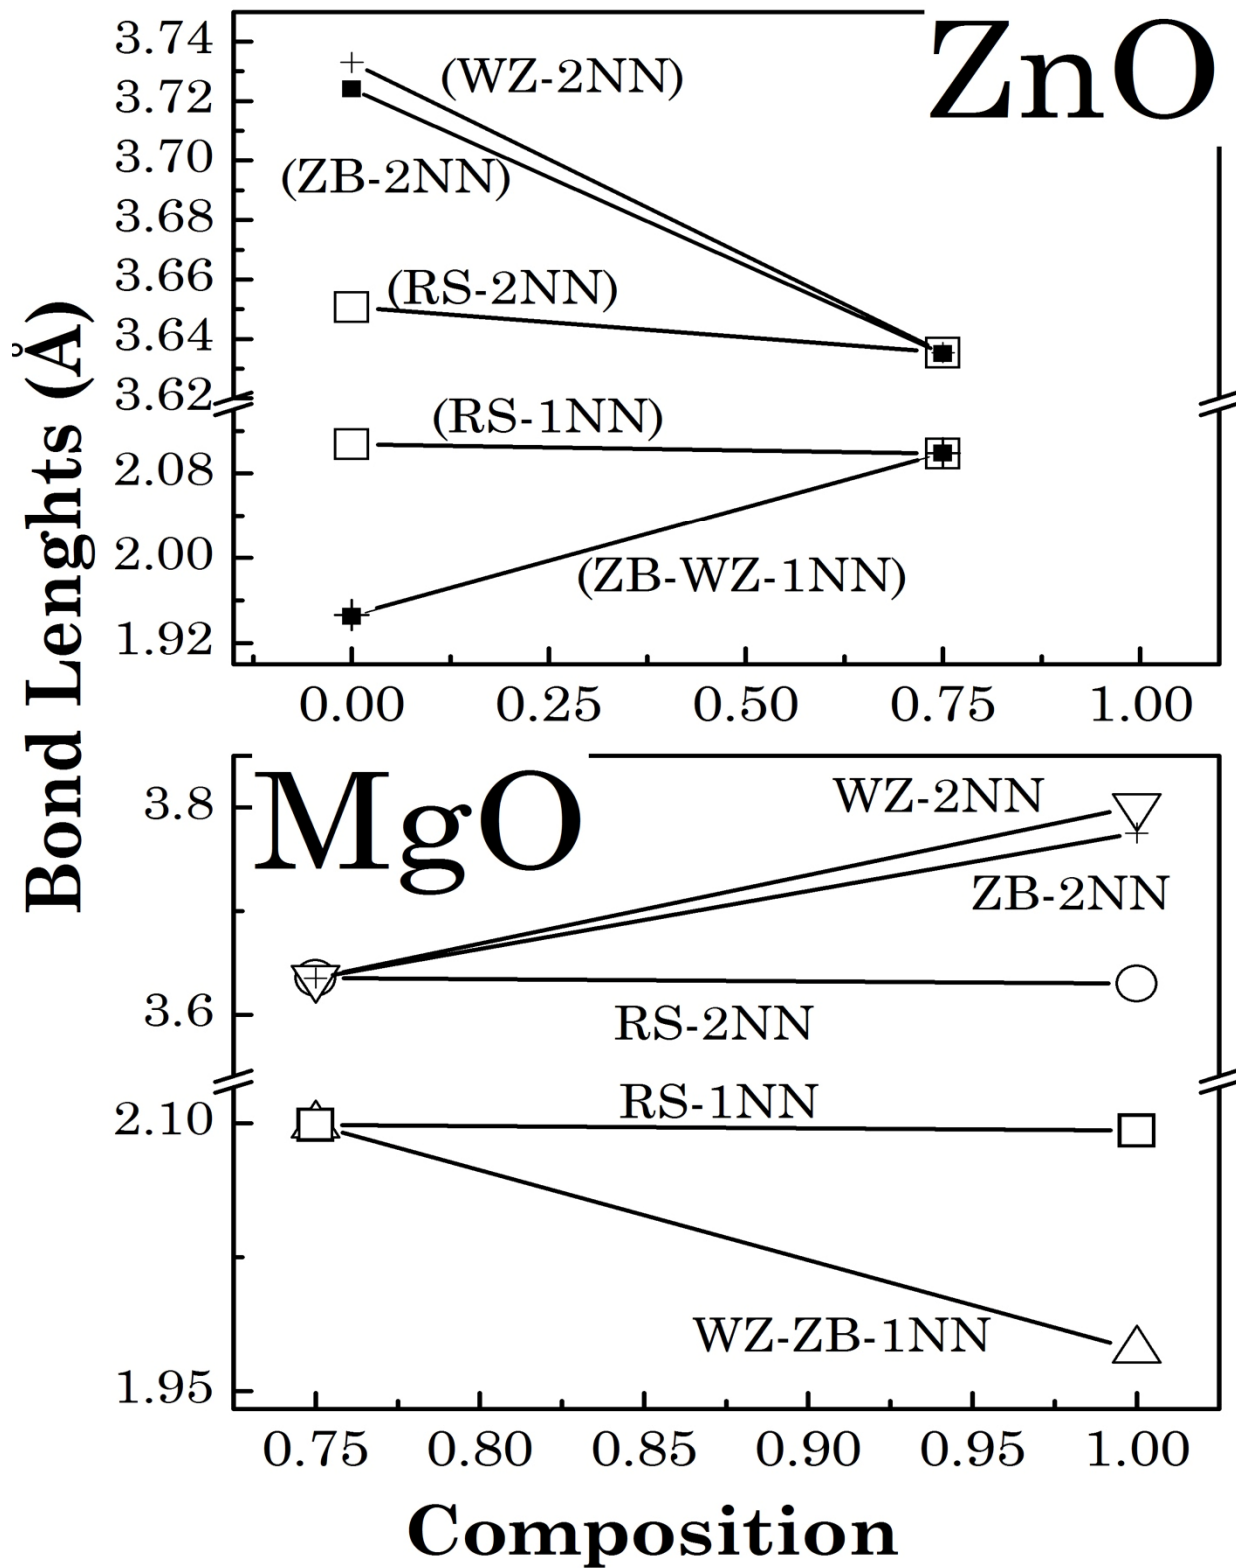 ZnO
3.74
3.72
3.70
3.68
3.66
3.64
3.62
2.08
2.00
1.92
(WZ-2NN)
(ZB-2NN)
(RS-2NN)
(RS-1NN)
(ZB-WZ-1NN)
0.00 0.25 0.50 0.75 1.00
Bond Lenghts (Å)
MgO
3.8
3.6
2.10
1.95
WZ-2NN
ZB-2NN
RS-2NN
RS-1NN
WZ-ZB-1NN
0.75 0.80 0.85 0.90 0.95 1.00
Composition